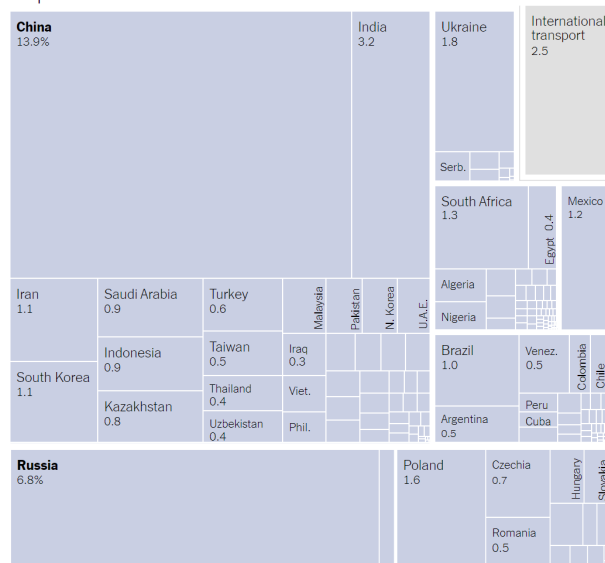 China
13.9%
India
3.2
Ukraine
1.8
International
transport
2.5
Serb.
South Africa
1.3
Egypt 0.4
Mexico
1.2
Algeria
Nigeria
Iran
1.1
Saudi Arabia
0.9
Turkey
0.6
Malaysia
Pakistan
N. Korea
U.A.E.
Indonesia
0.9
Taiwan
0.5
Iraq
0.3
South Korea
1.1
Thailand
0.4
Viet.
Kazakhstan
0.8
Uzbekistan
0.4
Phil.
Brazil
1.0
Venez.
0.5
Colombia
Chile
Peru
Cuba
Argentina
0.5
Russia
6.8%
Poland
1.6
Czechia
0.7
Hungary
Slovakia
Romania
0.5